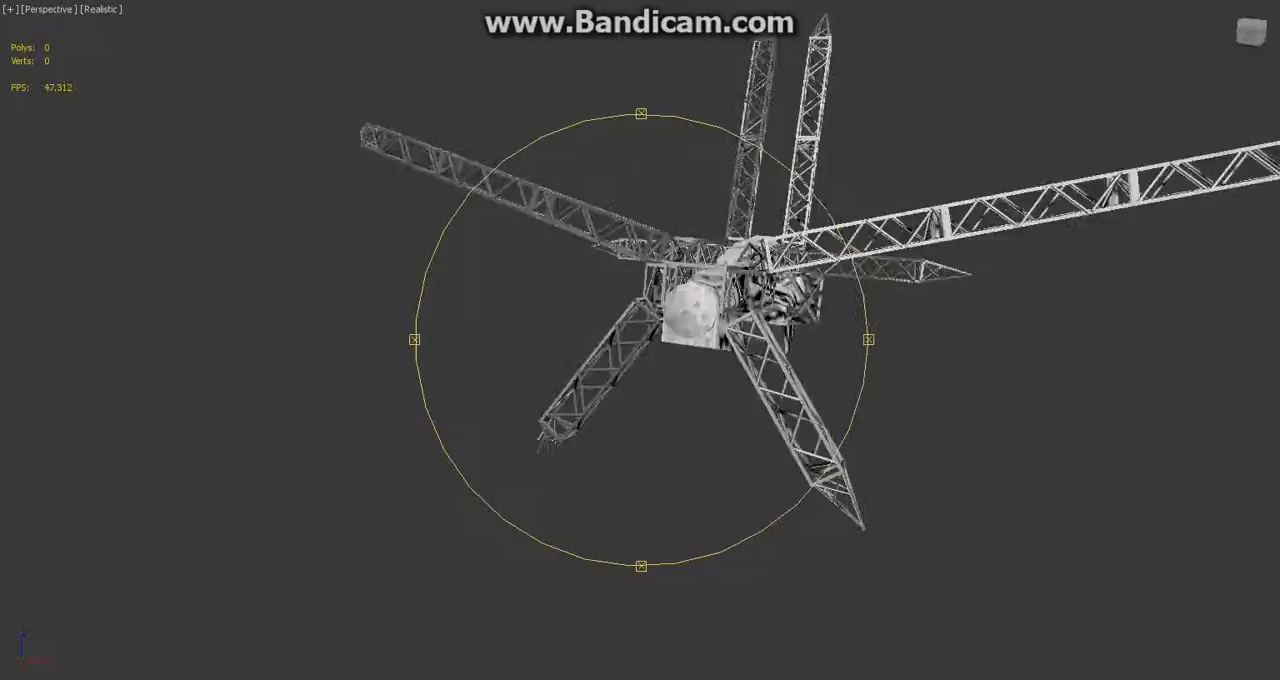 [+][Perspective][Realistic]
www.Bandicam.com
Polys: 0
Verts: 0
FPS: 47,312